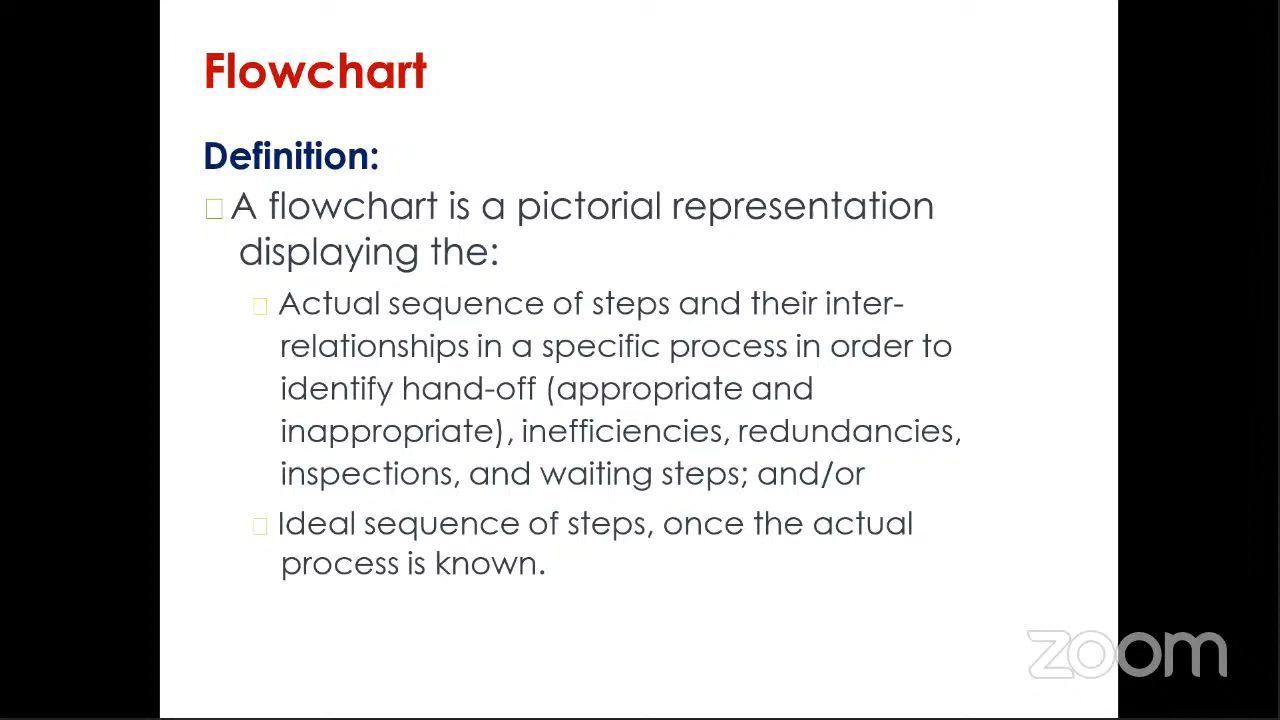 Flowchart
Definition:
A flowchart is a pictorial representation
displaying the:
Actual sequence of steps and their inter-
relationships in a specific process in order to
identify hand-off (appropriate and
inappropriate), inefficiencies, redundancies,
inspections, and waiting steps; and/or
Ideal sequence of steps, once the actual
process is known.
zoom